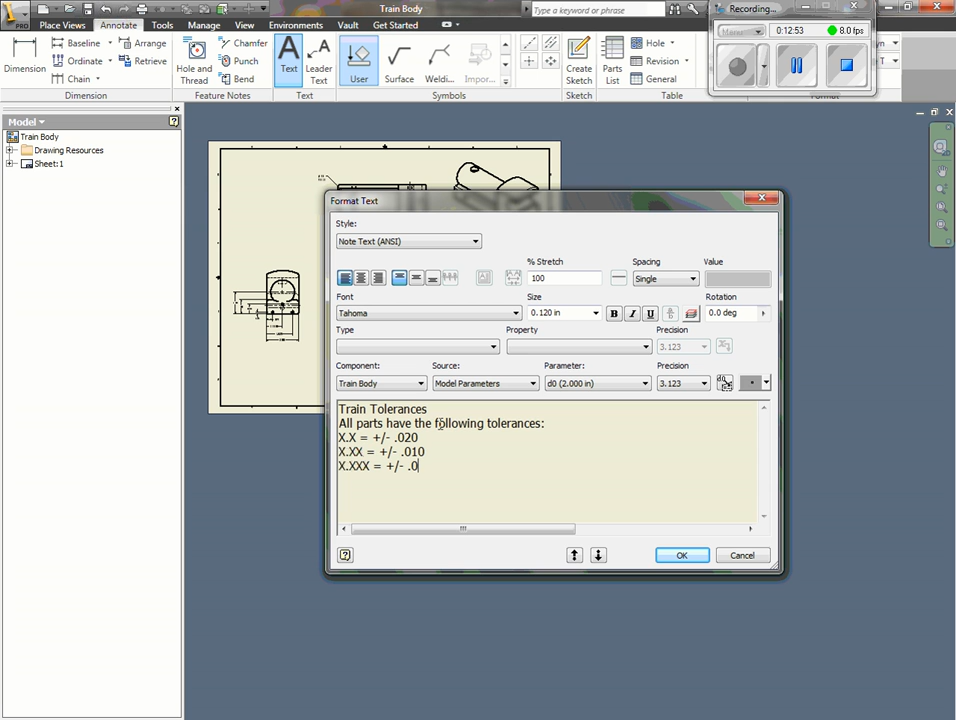 Train Body
Type a keyword or phrase
Recording...
PRO
Place Views
Annotate
Tools
Manage
Environments
Vault
Get Started
Menu
0:12:53
8.0 fps
Dimension
Baseline
Ordinate
Chain
Arrange
Retrieve
Hole and Thread
Chamfer
Punch
Bend
Text
Leader Text
User
Surface
Weldi...
Impor...
Create Sketch
Parts List
Hole
Revision
General
Dimension
Feature Notes
Text
Symbols
Sketch
Table
Format
Model
Train Body
Drawing Resources
Sheet:1
Format Text
Style:
Note Text (ANSI)
% Stretch
Spacing
Value
100
Single
Font
Size
Rotation
Tahoma
0.120 in
B
I
U
0.0 deg
Type
Property
Precision
3.123
Component:
Source:
Parameter:
Precision
Train Body
Model Parameters
d0 (2.000 in)
3.123
Train Tolerances
All parts have the following tolerances:
X.X = +/- .020
X.XX = +/- .010
X.XXX = +/- .0
OK
Cancel